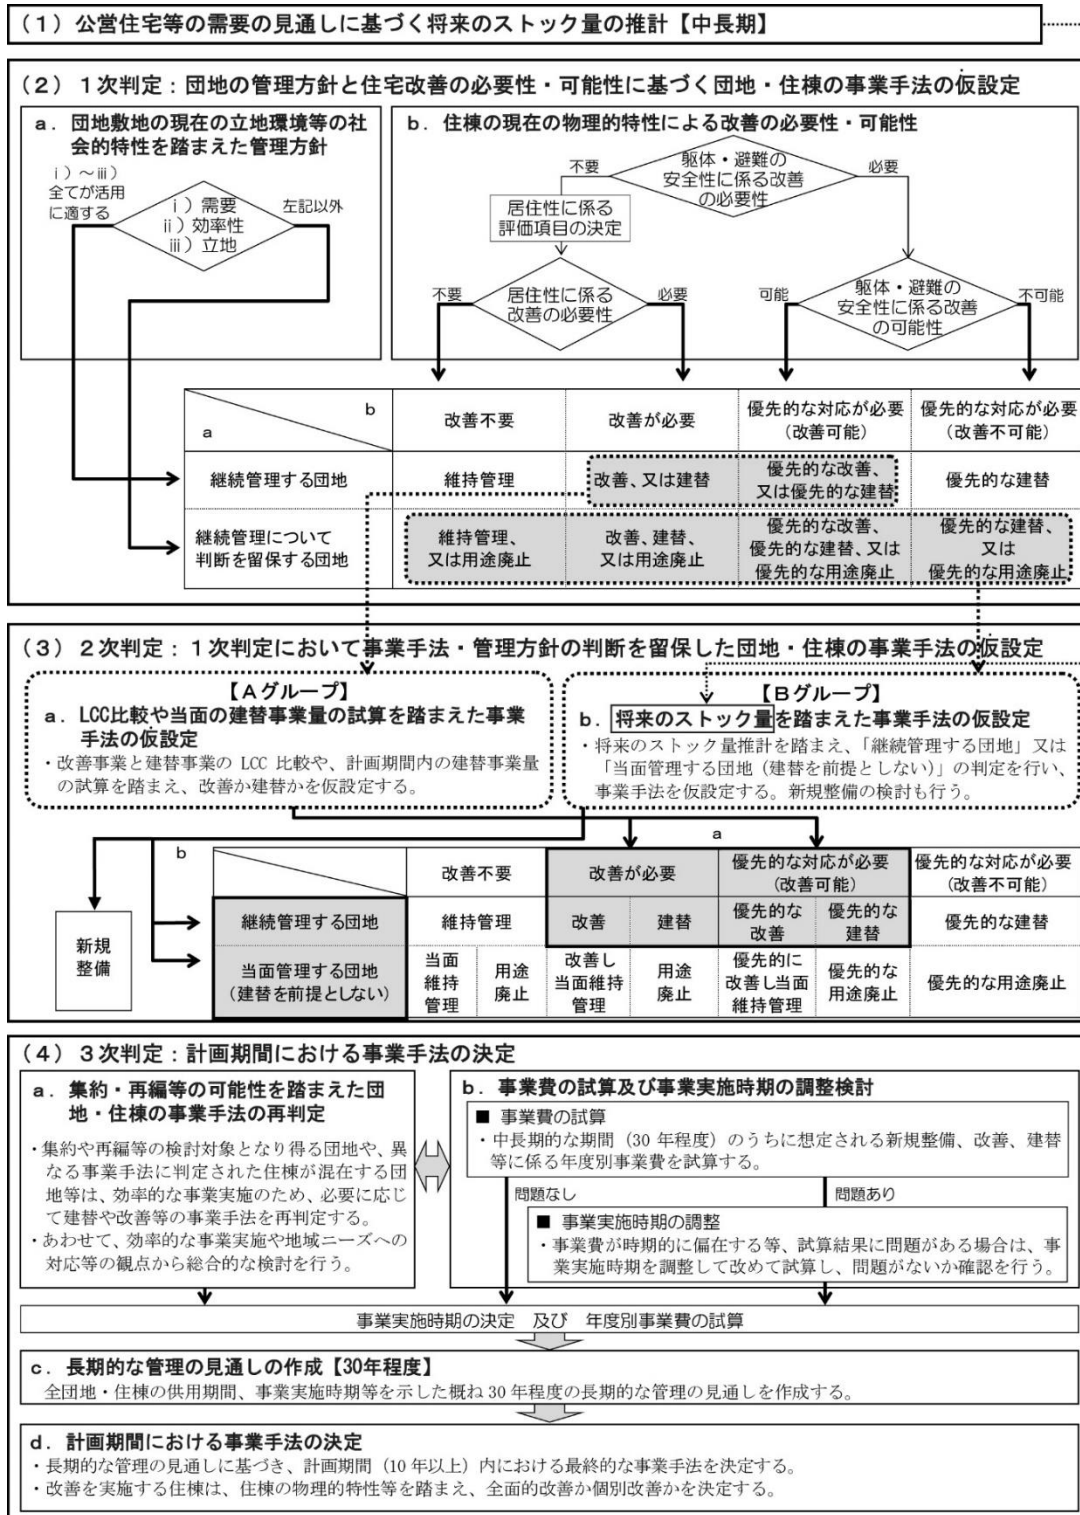 （１）公営住宅等の需要の見通しに基づく将来のストック量の推計【中長期】
（２）１次判定：団地の管理方針と住宅改善の必要性・可能性に基づく団地・住棟の事業手法の仮設定
ａ．団地敷地の現在の立地環境等の社
会的特性を踏まえた管理方針
ⅰ）～ⅲ）
全てが活用
に適する
ⅰ）需要
ⅱ）効率性
ⅲ）立地
左記以外
ｂ．住棟の現在の物理的特性による改善の必要性・可能性
不要
躯体・避難の
安全性に係る改善
の必要性
必要
居住性に係る
評価項目の決定
不要
居住性に係る
改善の必要性
必要
可能
躯体・避難の
安全性に係る改善
の可能性
不可能
b
a
改善不要
改善が必要
優先的な対応が必要
（改善可能）
優先的な対応が必要
（改善不可能）
継続管理する団地
維持管理
改善、又は建替
優先的な改善、
又は優先的な建替
優先的な建替
継続管理について
判断を留保する団地
維持管理、
又は用途廃止
改善、建替、
又は用途廃止
優先的な改善、
優先的な建替、又は
優先的な用途廃止
優先的な建替、
又は
優先的な用途廃止
（３）２次判定：１次判定において事業手法・管理方針の判断を留保した団地・住棟の事業手法の仮設定
【Aグループ】
ａ．LCC比較や当面の建替事業量の試算を踏まえた事業
手法の仮設定
・改善事業と建替事業の LCC 比較や、計画期間内の建替事業量
の試算を踏まえ、改善か建替かを仮設定する。
【Bグループ】
ｂ．将来のストック量を踏まえた事業手法の仮設定
・将来のストック量推計を踏まえ、「継続管理する団地」又は
「当面管理する団地（建替を前提としない）」の判定を行い、
事業手法を仮設定する。新規整備の検討も行う。
a
b
新規
整備
改善不要
改善が必要
優先的な対応が必要
（改善可能）
優先的な対応が必要
（改善不可能）
継続管理する団地
維持管理
改善
建替
優先的な
改善
優先的な
建替
優先的な建替
当面管理する団地
（建替を前提としない）
当面
維持
管理
用途
廃止
改善し
当面維持
管理
用途
廃止
優先的に
改善し当面
維持管理
優先的な
用途廃止
優先的な用途廃止
（４）３次判定：計画期間における事業手法の決定
ａ．集約・再編等の可能性を踏まえた団
地・住棟の事業手法の再判定
・集約や再編等の検討対象となり得る団地や、異
なる事業手法に判定された住棟が混在する団
地等は、効率的な事業実施のため、必要に応じ
て建替や改善等の事業手法を再判定する。
・あわせて、効率的な事業実施や地域ニーズへの
対応等の観点から総合的な検討を行う。
ｂ．事業費の試算及び事業実施時期の調整検討
■ 事業費の試算
・中長期的な期間（30 年程度）のうちに想定される新規整備、改善、建替
等に係る年度別事業費を試算する。
問題なし
問題あり
■ 事業実施時期の調整
・事業費が時期的に偏在する等、試算結果に問題がある場合は、事
業実施時期を調整して改めて試算し、問題がないか確認を行う。
事業実施時期の決定　及び　年度別事業費の試算
ｃ．長期的な管理の見通しの作成【30年程度】
全団地・住棟の供用期間、事業実施時期等を示した概ね 30 年程度の長期的な管理の見通しを作成する。
ｄ．計画期間における事業手法の決定
・長期的な管理の見通しに基づき、計画期間（10 年以上）内における最終的な事業手法を決定する。
・改善を実施する住棟は、住棟の物理的特性等を踏まえ、全面的改善か個別改善かを決定する。